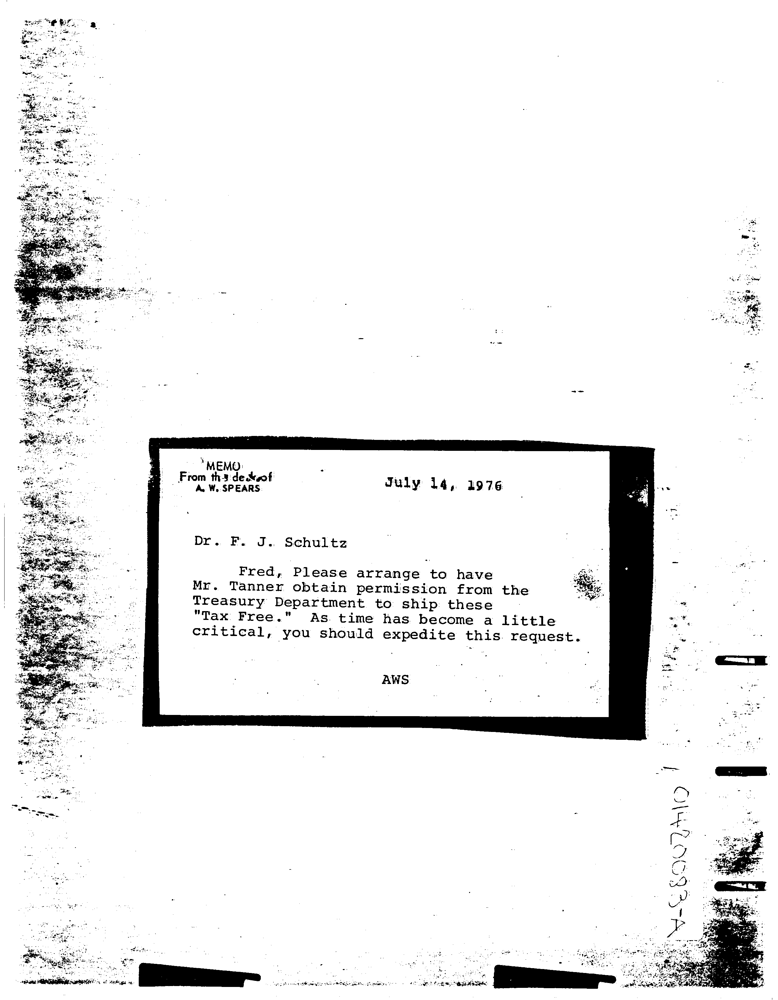 MEMO
From the desk of
A. W. SPEARS
July 14, 1976
Dr. F. J. Schultz
Fred, Please arrange to have
Mr. Tanner obtain permission from the
Treasury Department to ship these
"Tax Free." As time has become a little
critical, you should expedite this request.
AWS
01420083-A